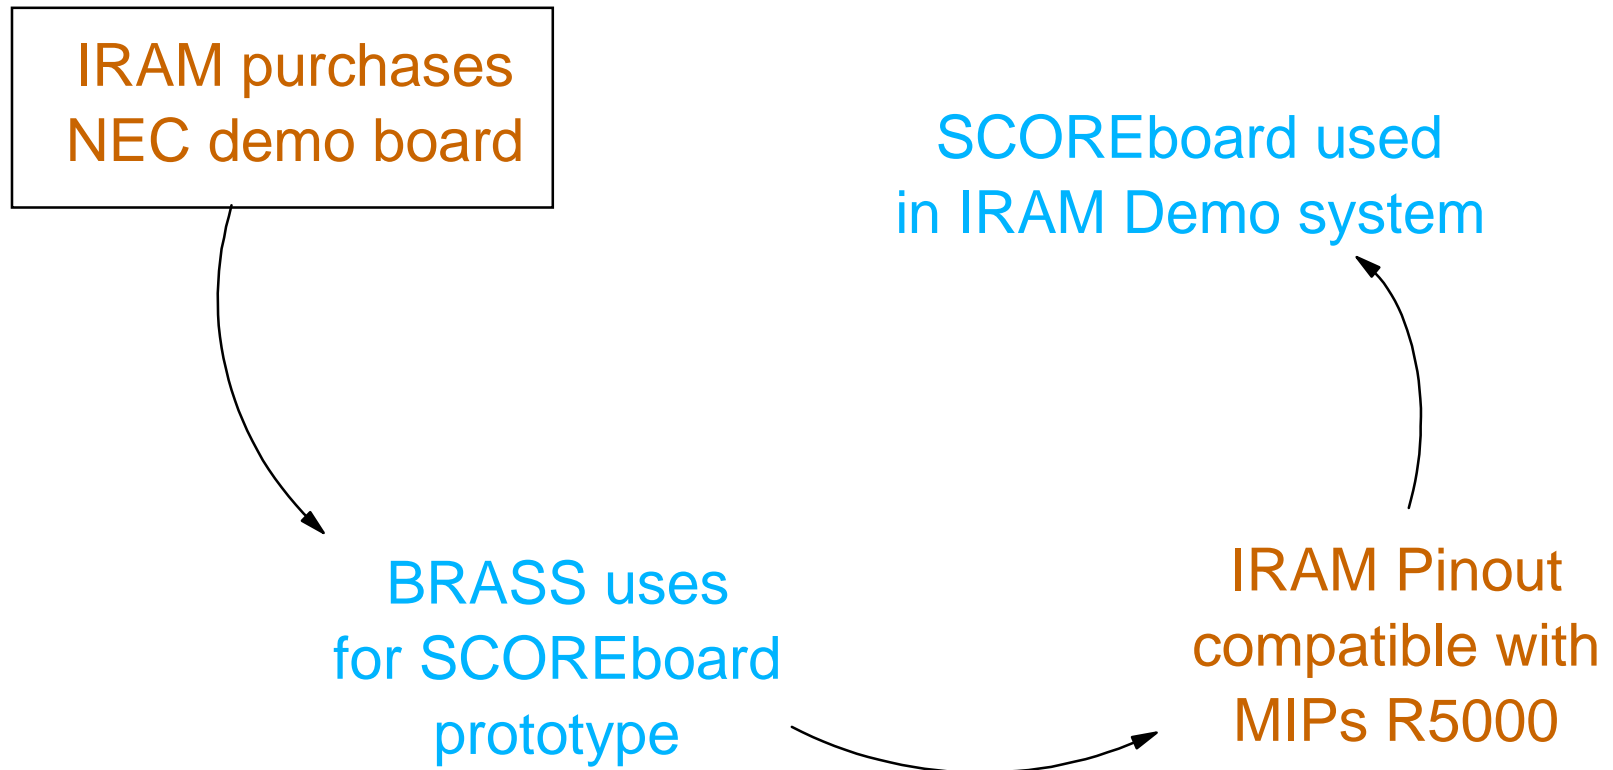 IRAM purchases
NEC demo board
SCOREboard used
in IRAM Demo system
BRASS uses
for SCOREboard
prototype
IRAM Pinout
compatible with
MIPs R5000